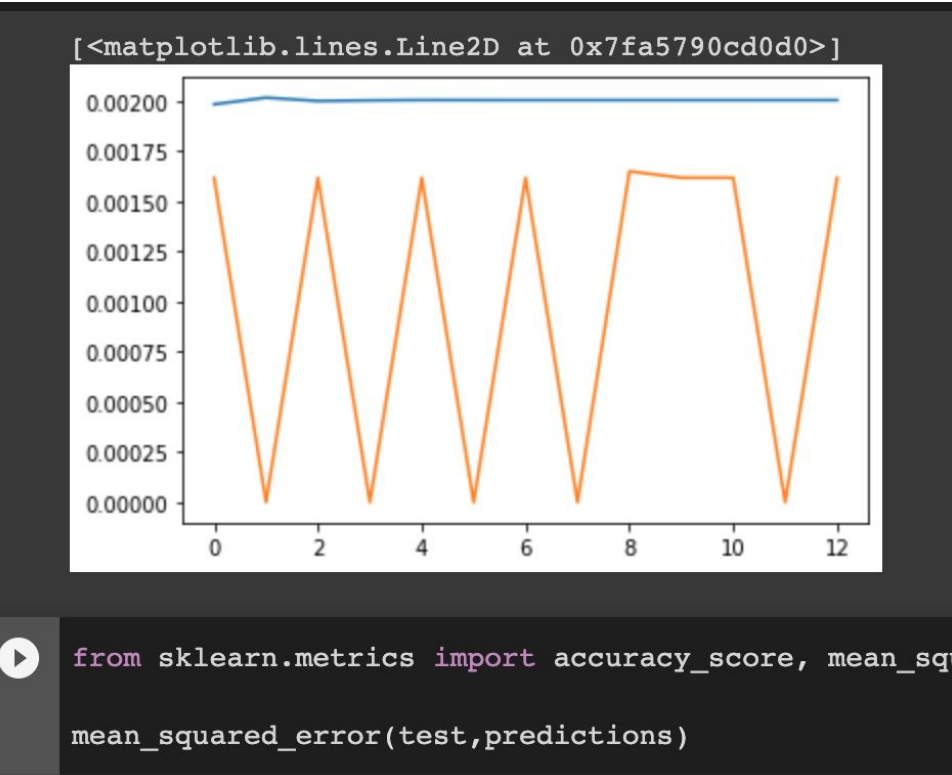 [<matplotlib.lines.Line2D at 0x7fa5790cd0d0>]
0.00200
0.00175
0.00150
0.00125
0.00100
0.00075
0.00050
0.00025
0.00000
0 2 4 6 8 10 12
from sklearn.metrics import accuracy_score,
mean_squared_error(test,predictions)